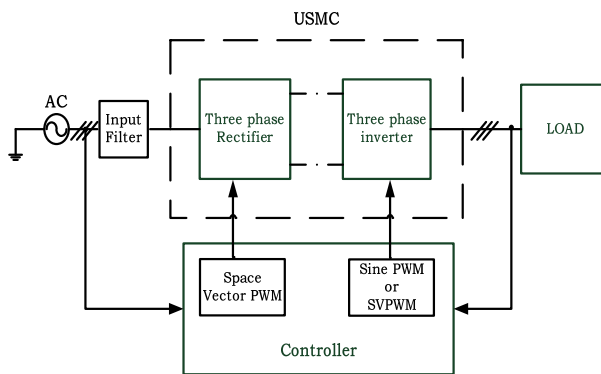 USMC
AC
Input
Filter
Three phase
Rectifier
Three phase
inverter
LOAD
Space
Vector PWM
Sine PWM
or
SVPWM
Controller